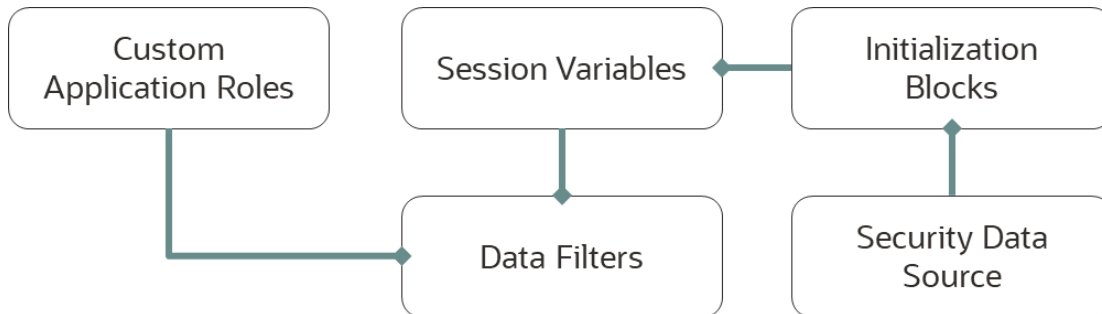 Custom
Application Roles
Session Variables
Initialization
Blocks
Data Filters
Security Data
Source